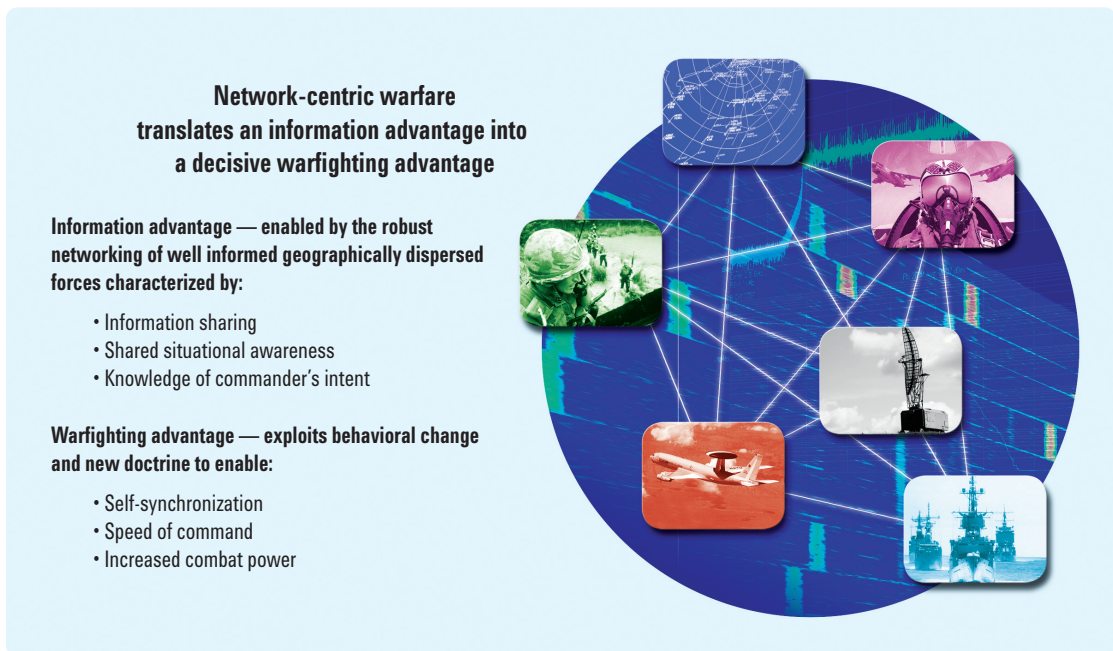 Network-centric warfare
translates an information advantage into
a decisive warfighting advantage
Information advantage — enabled by the robust
networking of well informed geographically dispersed
forces characterized by:
• Information sharing
• Shared situational awareness
• Knowledge of commander’s intent
Warfighting advantage — exploits behavioral change
and new doctrine to enable:
• Self-synchronization
• Speed of command
• Increased combat power